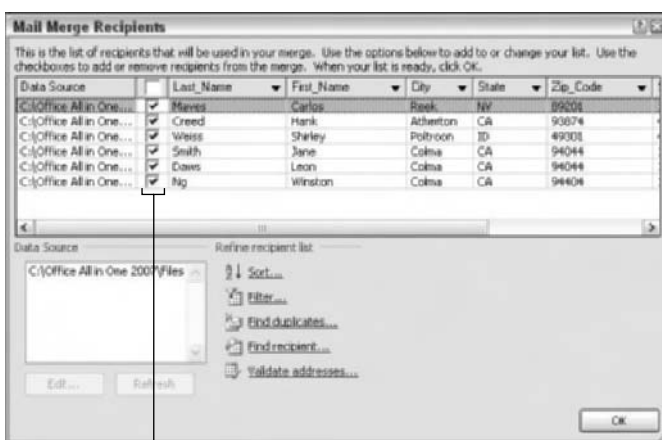 Mail Merge Recipients
This is the list of recipients that will be used in your merge. Use the options below to add to or change your list. Use the
checkboxes to add or remove recipients from the merge. When your list is ready, click OK.
Data Source Last_Name First_Name City State Zip_Code
C:\Office All in One... Mayes Carlos Reek NV 89201
C:\Office All in One... Creed Hank Atherton CA 93874
C:\Office All in One... Weiss Shirley Poltroon ID 49301
C:\Office All in One... Smith Jane Colma CA 94044
C:\Office All in One... Daws Leon Colma CA 94044
C:\Office All in One... Ng Winston Colma CA 94404
Data Source Refine recipient list
C:\Office All in One 2007\Files
Sort...
Filter...
Find duplicates...
Find recipient...
Validate addresses...
Edit... Refresh
OK